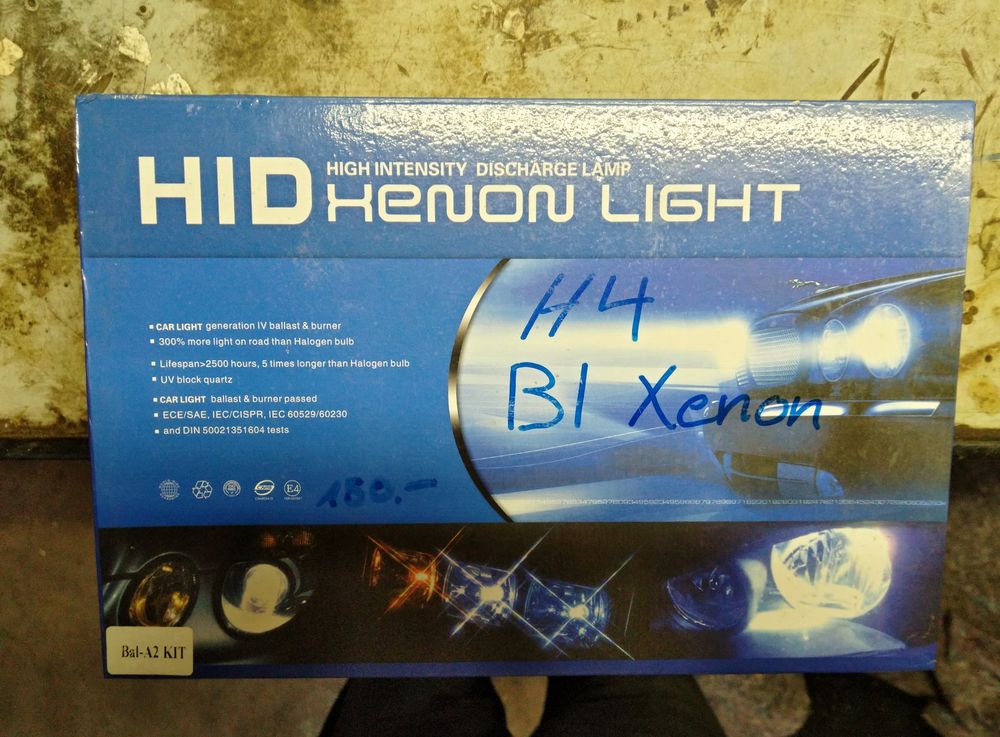 HID
HIGH INTENSITY DISCHARGE LAMP
XENON LIGHT
CAR LIGHT generation IV ballast & burner
300% more light on road than Halogen bulb
Lifespan>2500 hours, 5 times longer than Halogen bulb
UV block quartz
CAR LIGHT ballast & burner passed
ECE/SAE, IEC/CISPR, IEC 60529/60230
and DIN 50021351604 tests
H4
BI Xenon
E4
150.-
Bal-A2 KIT